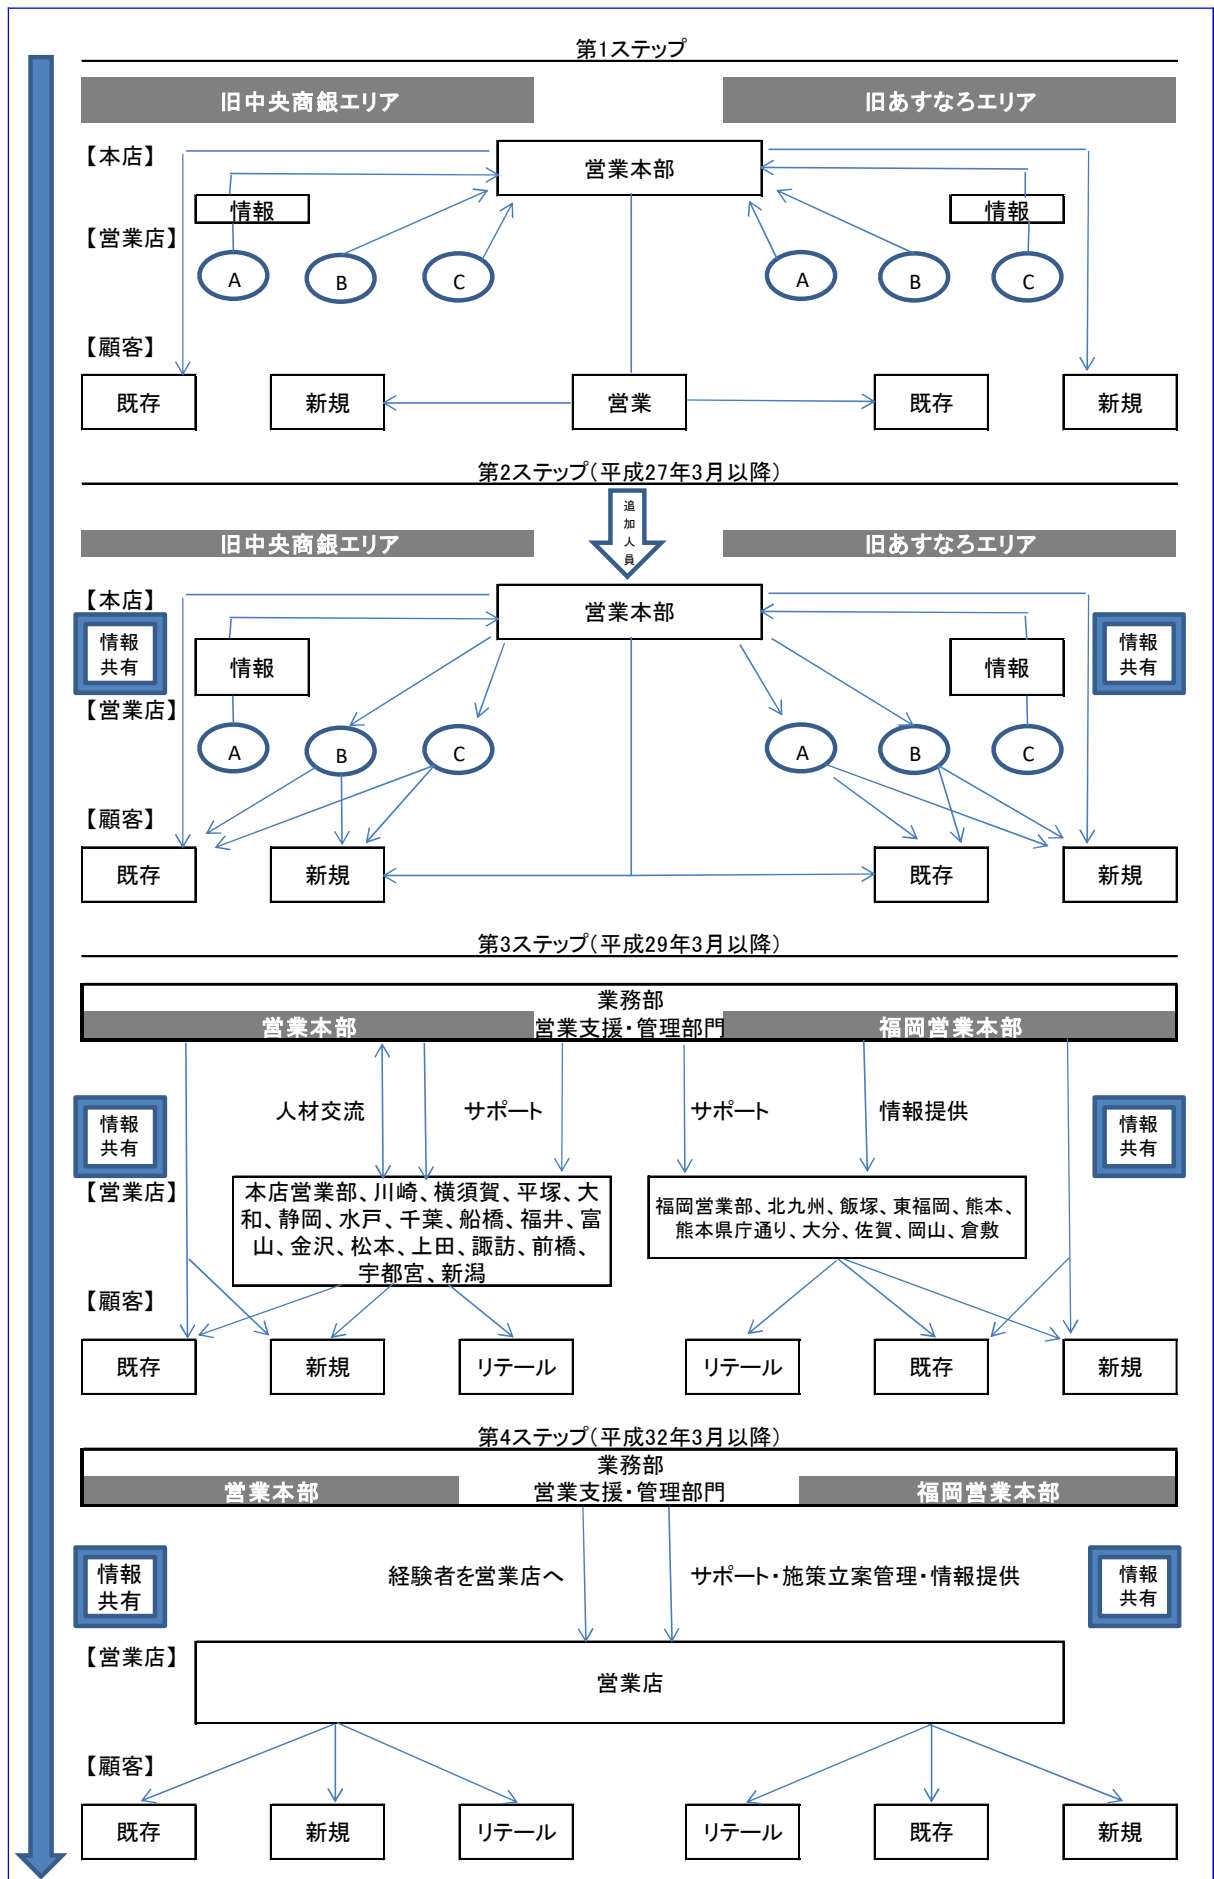 第1ステップ
旧中央商銀エリア
旧あすなろエリア
【本店】
営業本部
情報
情報
【営業店】
A
B
C
A
B
C
【顧客】
既存
新規
営業
既存
新規
第2ステップ(平成27年3月以降)
追加人員
旧中央商銀エリア
旧あすなろエリア
【本店】
営業本部
情報
共有
情報
情報
情報
共有
【営業店】
A
B
C
A
B
C
【顧客】
既存
新規
既存
新規
第3ステップ(平成29年3月以降)
業務部
営業本部
営業支援・管理部門
福岡営業本部
情報
共有
人材交流
サポート
サポート
情報提供
情報
共有
【営業店】
本店営業部、川崎、横須賀、平塚、大
和、静岡、水戸、千葉、船橋、福井、富
山、金沢、松本、上田、諏訪、前橋、
宇都宮、新潟
福岡営業部、北九州、飯塚、東福岡、熊本、
熊本県庁通り、大分、佐賀、岡山、倉敷
【顧客】
既存
新規
リテール
リテール
既存
新規
第4ステップ(平成32年3月以降)
業務部
営業本部
営業支援・管理部門
福岡営業本部
情報
共有
経験者を営業店へ
サポート・施策立案管理・情報提供
情報
共有
【営業店】
営業店
【顧客】
既存
新規
リテール
リテール
既存
新規